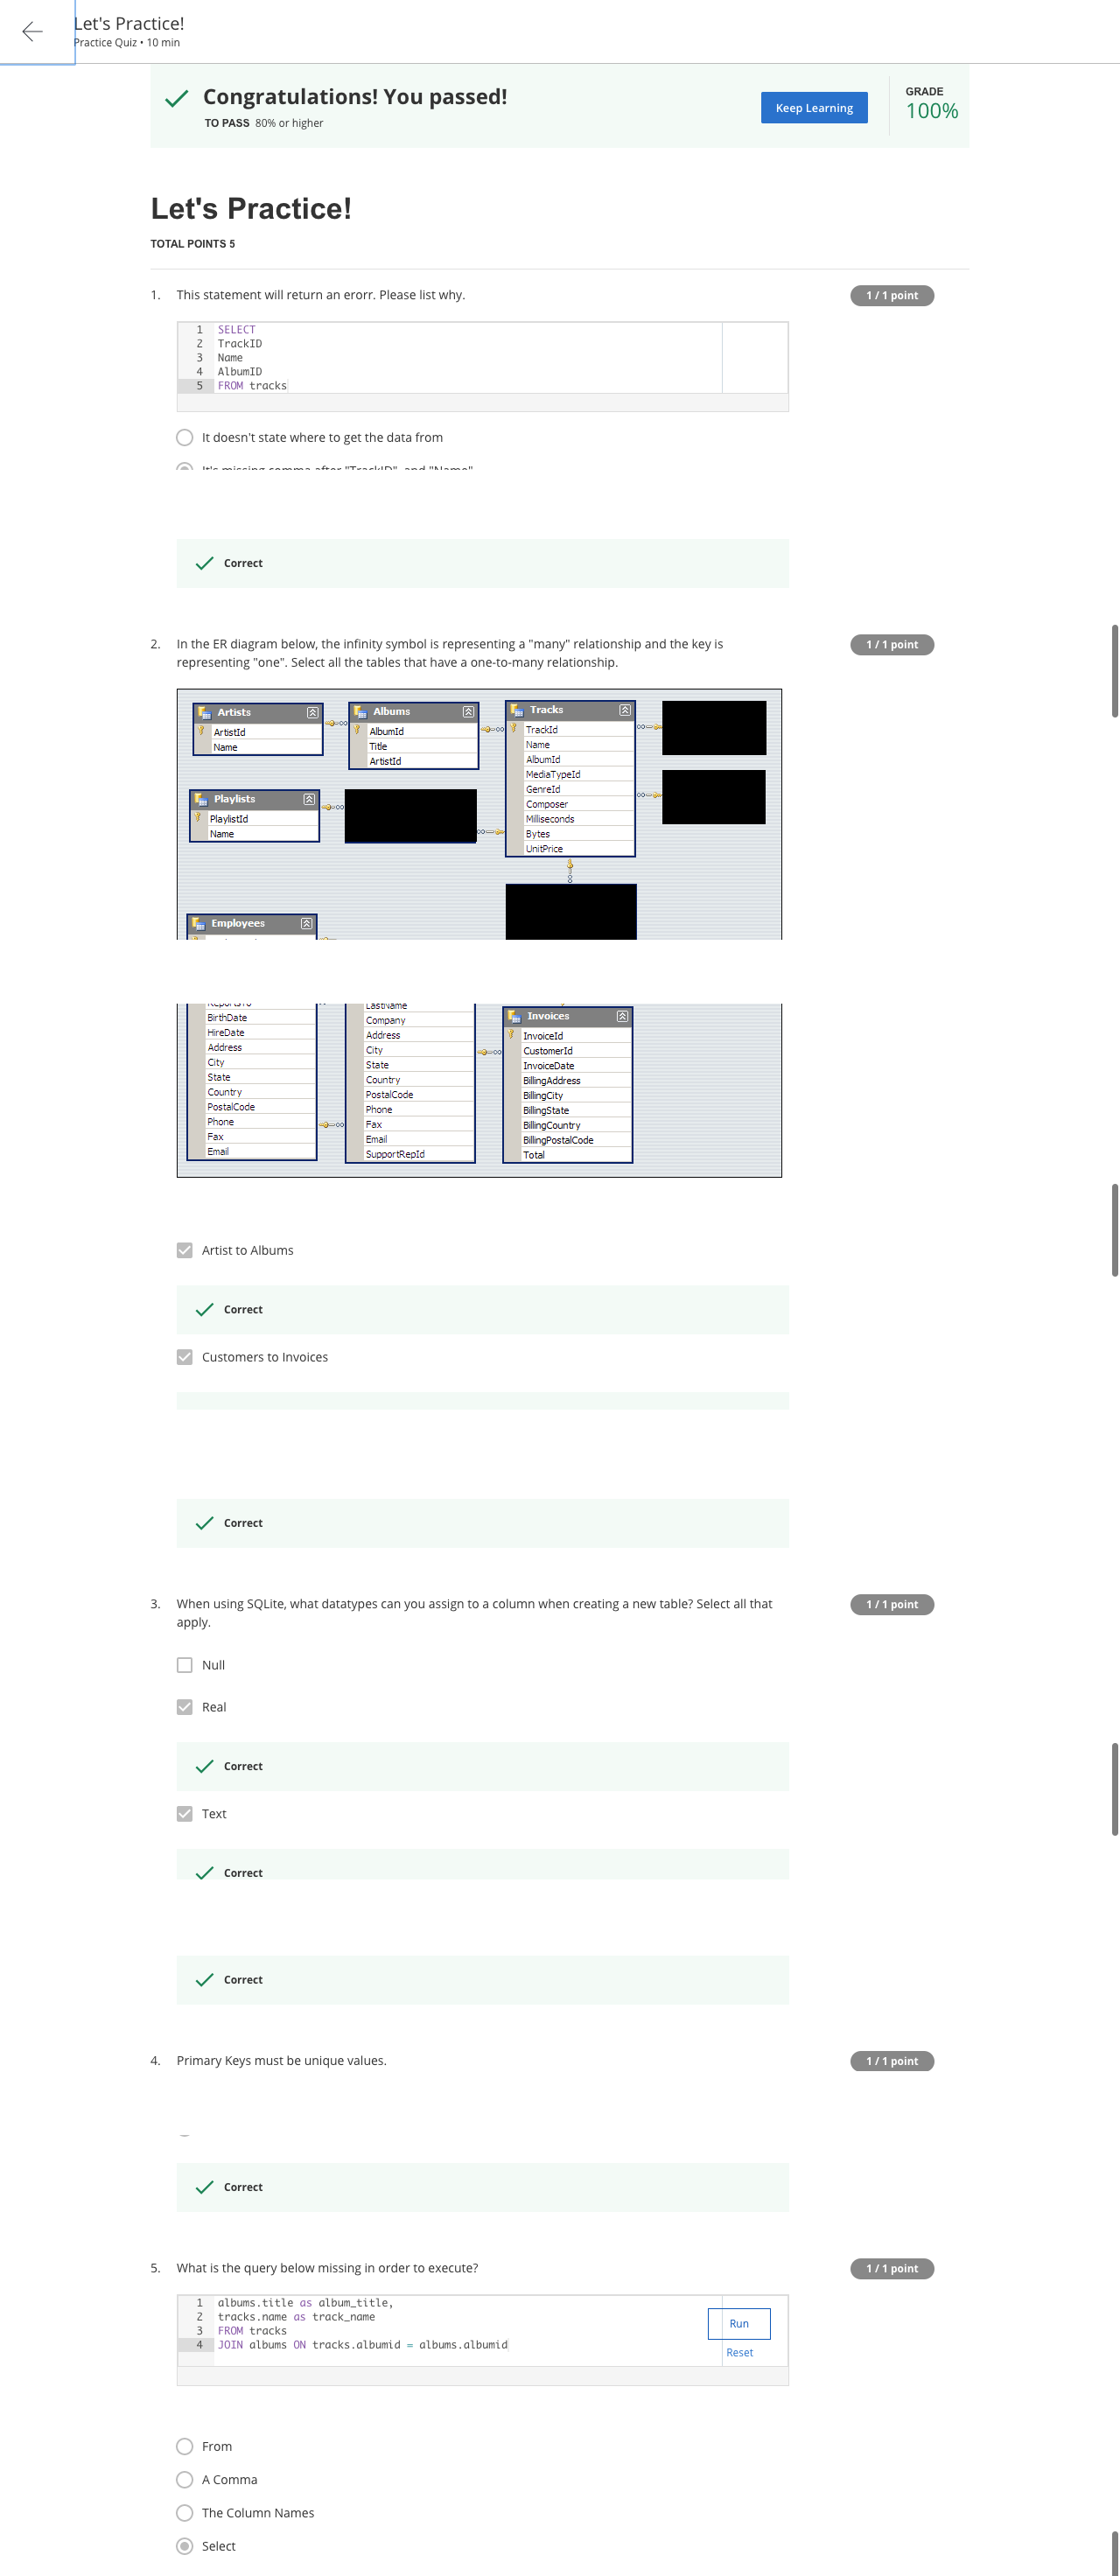 Let's Practice!
Practice Quiz • 10 min
Congratulations! You passed!
TO PASS 80% or higher
Keep Learning
GRADE
100%
Let's Practice!
TOTAL POINTS 5
1. This statement will return an erorr. Please list why.
1 / 1 point
1 SELECT
2 TrackID
3 Name
4 AlbumID
5 FROM tracks
It doesn't state where to get the data from
It's missing comma after "TrackID", and "Name"
Correct
2. In the ER diagram below, the infinity symbol is representing a "many" relationship and the key is
representing "one". Select all the tables that have a one-to-many relationship.
1 / 1 point
Artists
ArtistId
Name
Albums
AlbumId
Title
ArtistId
Tracks
TrackId
Name
AlbumId
MediaTypeId
GenreId
Composer
Milliseconds
Bytes
UnitPrice
Playlists
PlaylistId
Name
Employees
ReportsTo
BirthDate
HireDate
Address
City
State
Country
PostalCode
Phone
Fax
Email
LastName
Company
Address
City
State
Country
PostalCode
Phone
Fax
Email
SupportRepId
Invoices
InvoiceId
CustomerId
InvoiceDate
BillingAddress
BillingCity
BillingState
BillingCountry
BillingPostalCode
Total
Artist to Albums
Correct
Customers to Invoices
Correct
3. When using SQLite, what datatypes can you assign to a column when creating a new table? Select all that
apply.
1 / 1 point
Null
Real
Correct
Text
Correct
Correct
4. Primary Keys must be unique values.
1 / 1 point
Correct
5. What is the query below missing in order to execute?
1 / 1 point
1 albums.title as album_title,
2 tracks.name as track_name
3 FROM tracks
4 JOIN albums ON tracks.albumid = albums.albumid
Run
Reset
From
A Comma
The Column Names
Select